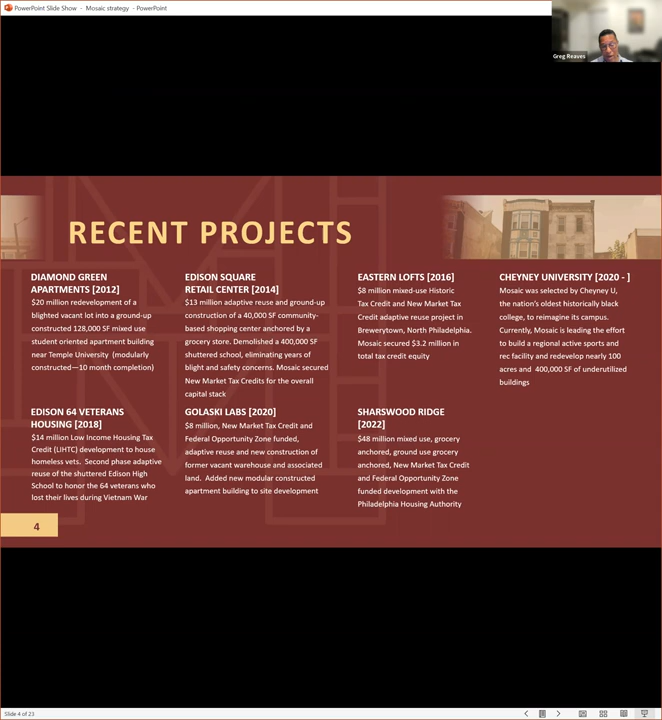 PowerPoint Slide Show - Mosaic strategy - PowerPoint
Greg Reaves
RECENT PROJECTS
DIAMOND GREEN
APARTMENTS [2012]
$20 million redevelopment of a
blighted vacant lot into a ground-up
constructed 128,000 SF mixed use
student oriented apartment building
near Temple University (modularly
constructed—10 month completion)
EDISON SQUARE
RETAIL CENTER [2014]
$13 million adaptive reuse and ground-up
construction of a 40,000 SF community-
based shopping center anchored by a
grocery store. Demolished a 400,000 SF
shuttered school, eliminating years of
blight and safety concerns. Mosaic secured
New Market Tax Credits for the overall
capital stack
EASTERN LOFTS [2016]
$8 million mixed-use Historic
Tax Credit and New Market Tax
Credit adaptive reuse project in
Brewerytown, North Philadelphia.
Mosaic secured $3.2 million in
total tax credit equity
CHEYNEY UNIVERSITY [2020 - ]
Mosaic was selected by Cheyney U,
the nation's oldest historically black
college, to reimagine its campus.
Currently, Mosaic is leading the effort
to build a regional active sports and
rec facility and redevelop nearly 100
acres and 400,000 SF of underutilized
buildings
EDISON 64 VETERANS
HOUSING [2018]
$14 million Low Income Housing Tax
Credit (LIHTC) development to house
homeless vets. Second phase adaptive
reuse of the shuttered Edison High
School to honor the 64 veterans who
lost their lives during Vietnam War
GOLASKI LABS [2020]
$8 million, New Market Tax Credit and
Federal Opportunity Zone funded,
adaptive reuse and new construction of
former vacant warehouse and associated
land. Added new modular constructed
apartment building to site development
SHARSWOOD RIDGE
[2022]
$48 million mixed use, grocery
anchored, ground use grocery
anchored, New Market Tax Credit
and Federal Opportunity Zone
funded development with the
Philadelphia Housing Authority
4
Slide 4 of 23